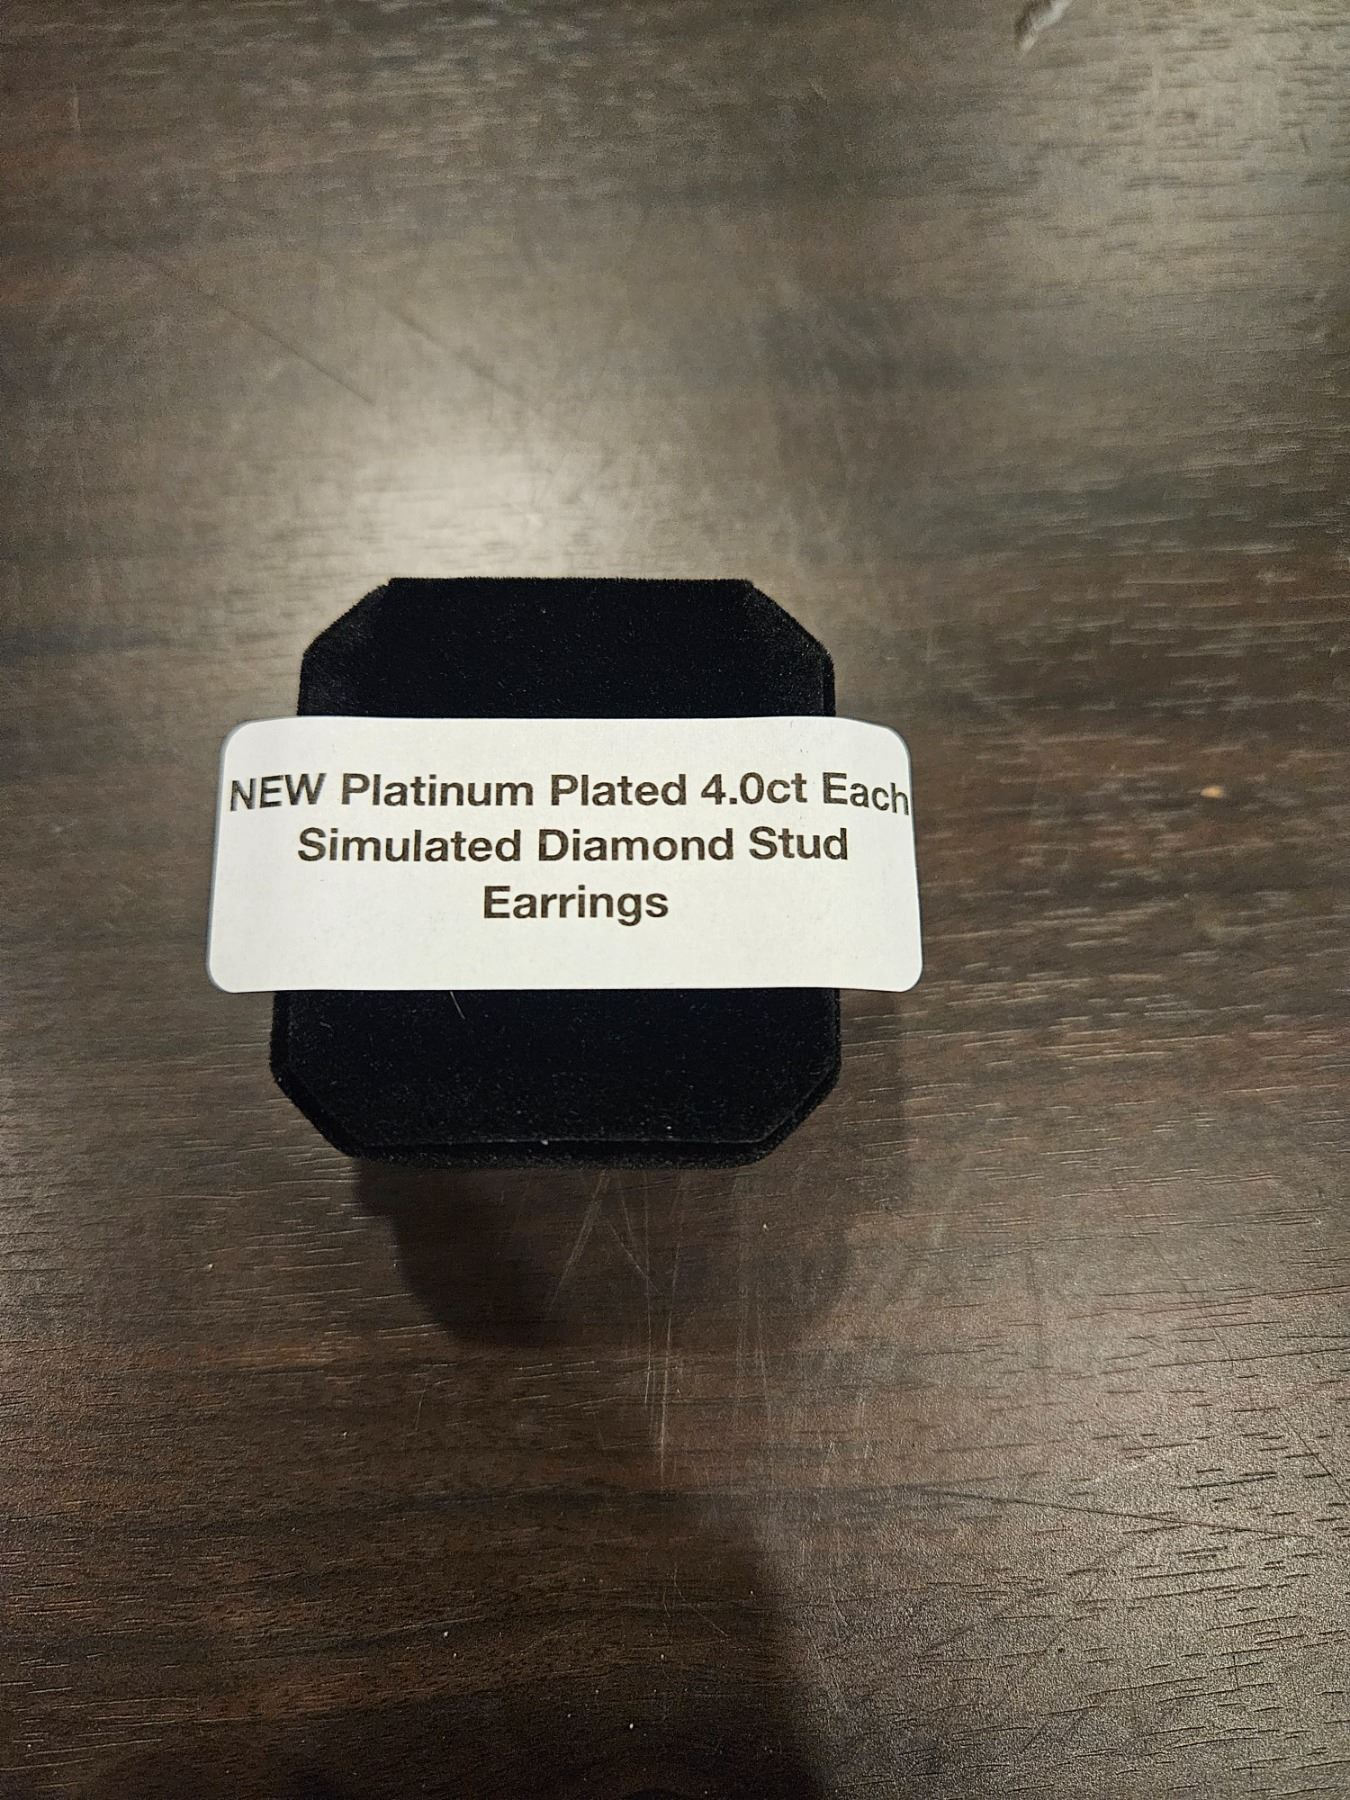 NEW Platinum Plated 4.0ct Each
Simulated Diamond Stud
Earrings